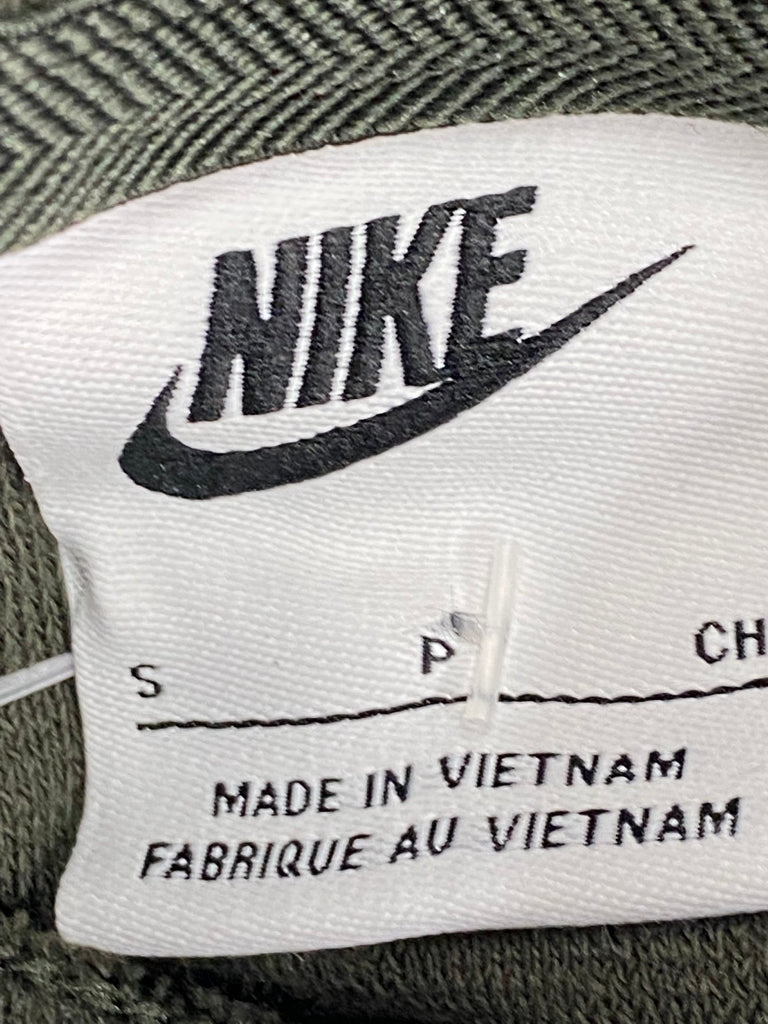 NIKE
S P CH
MADE IN VIETNAM
FABRIQUE AU VIETNAM